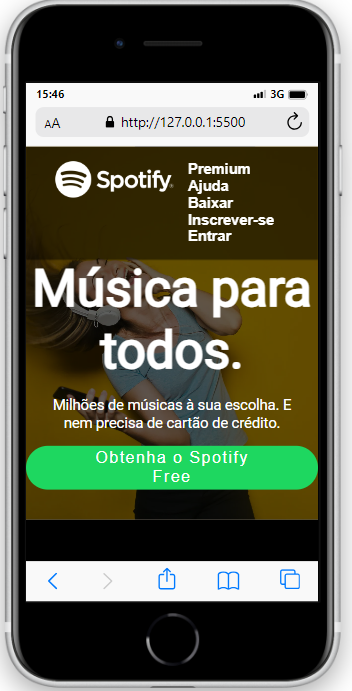 15:46
3G
AA
http://127.0.0.1:5500
Spotify
Premium
Ajuda
Baixar
Inscrever-se
Entrar
Música para
todos.
Milhões de músicas à sua escolha. E
nem precisa de cartão de crédito.
Obtenha o Spotify
Free